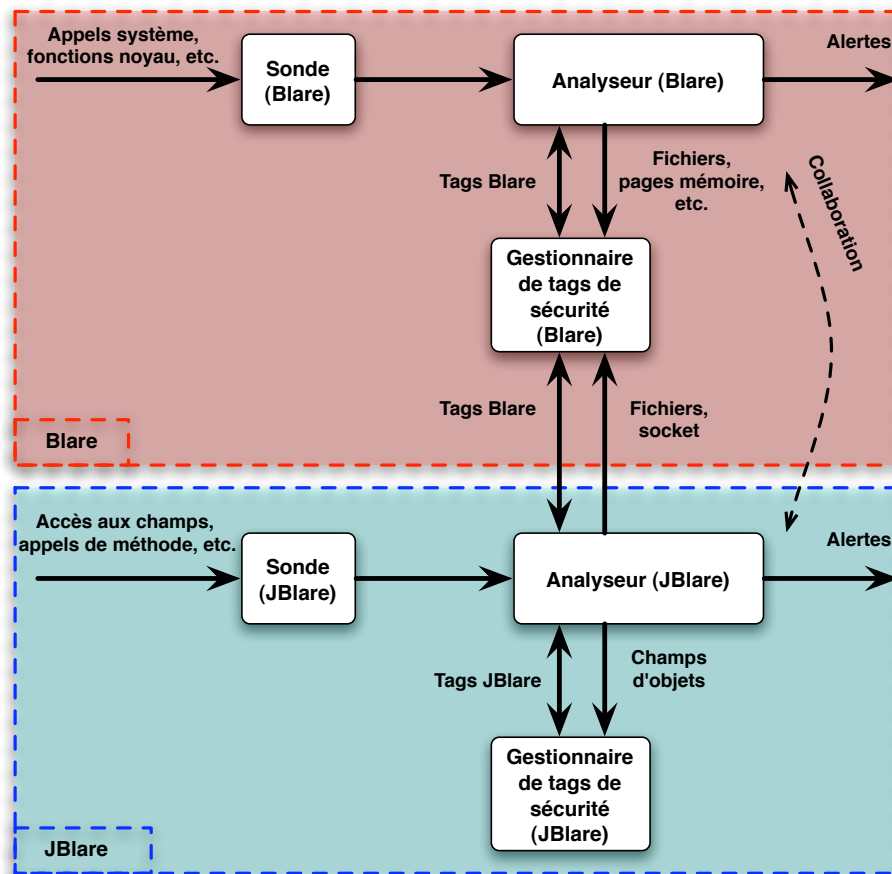 Appels système,
fonctions noyau, etc.
Sonde
(Blare)
Analyseur (Blare)
Alertes
Tags Blare
Fichiers,
pages mémoire,
etc.
Collaboration
Gestionnaire
de tags de
sécurité
(Blare)
Tags Blare
Fichiers,
socket
Blare
Accès aux champs,
appels de méthode, etc.
Sonde
(JBlare)
Analyseur (JBlare)
Alertes
Tags JBlare
Champs
d'objets
Gestionnaire
de tags de
sécurité
(JBlare)
JBlare